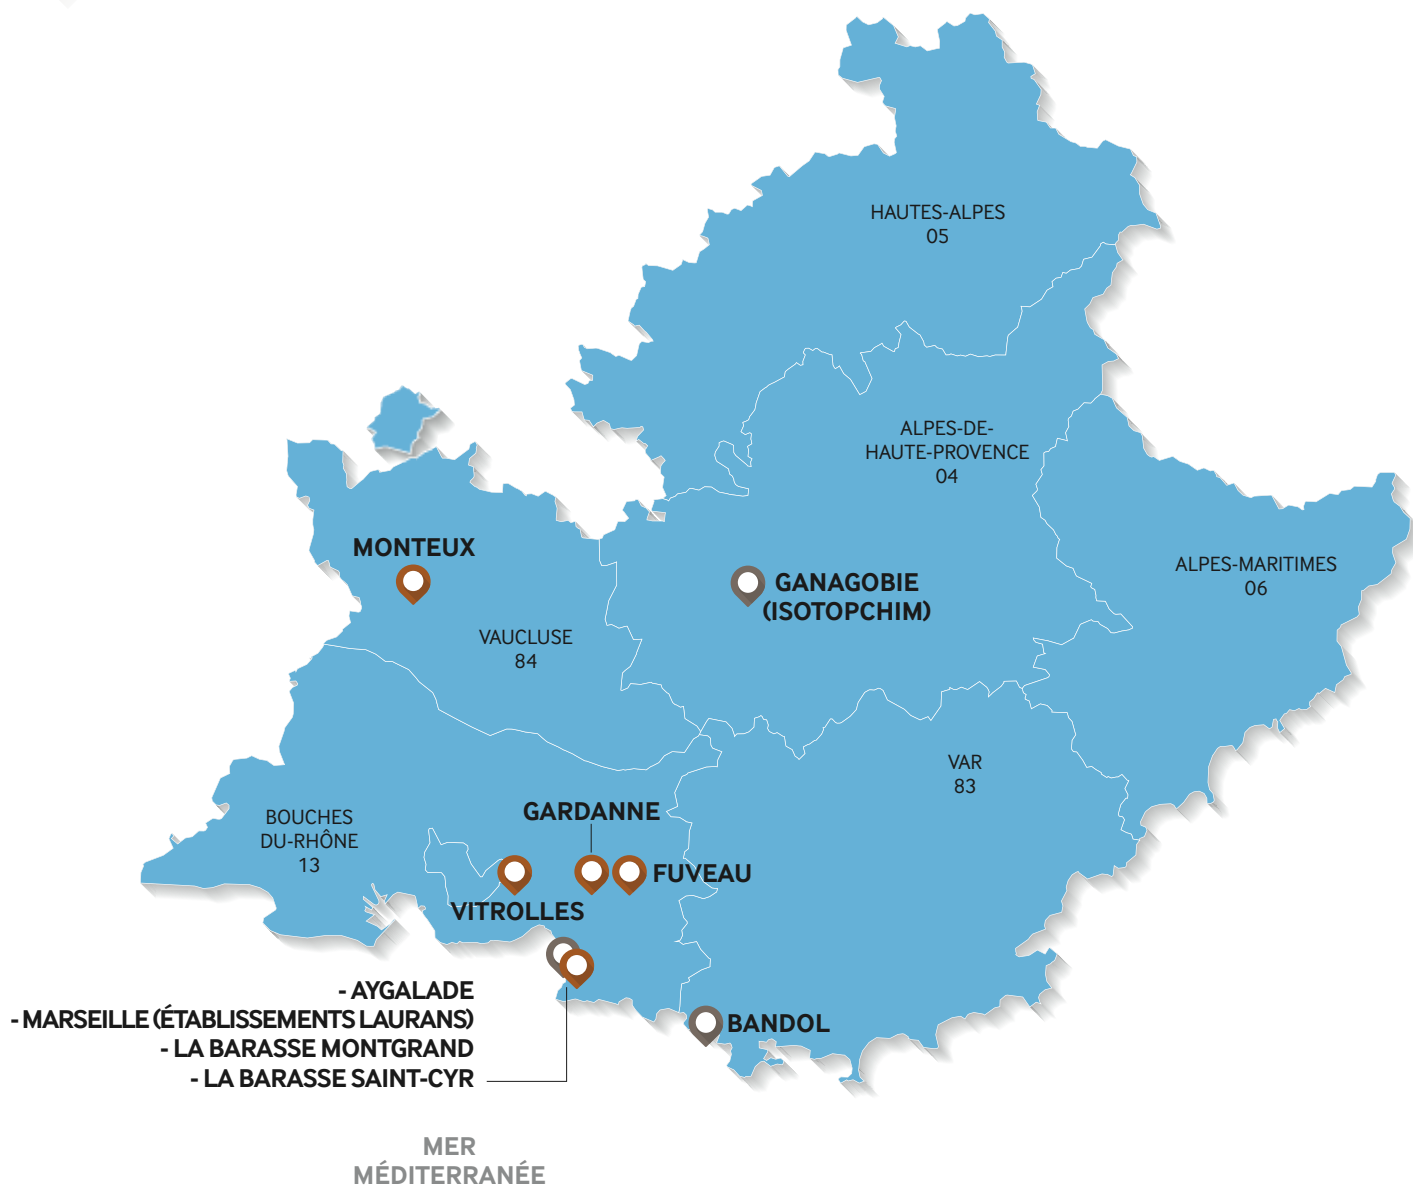 HAUTES-ALPES
05
ALPES-DE-
HAUTE-PROVENCE
04
MONTEUX
GANAGOBIE
(ISOTOPCHIM)
ALPES-MARITIMES
06
VAUCLUSE
84
VAR
83
BOUCHES
DU-RHÔNE
13
GARDANNE
FUVEAU
VITROLLES
- AYGALADE
- MARSEILLE (ÉTABLISSEMENTS LAURANS)
- LA BARASSE MONTGRAND
- LA BARASSE SAINT-CYR
BANDOL
MER
MÉDITERRANÉE